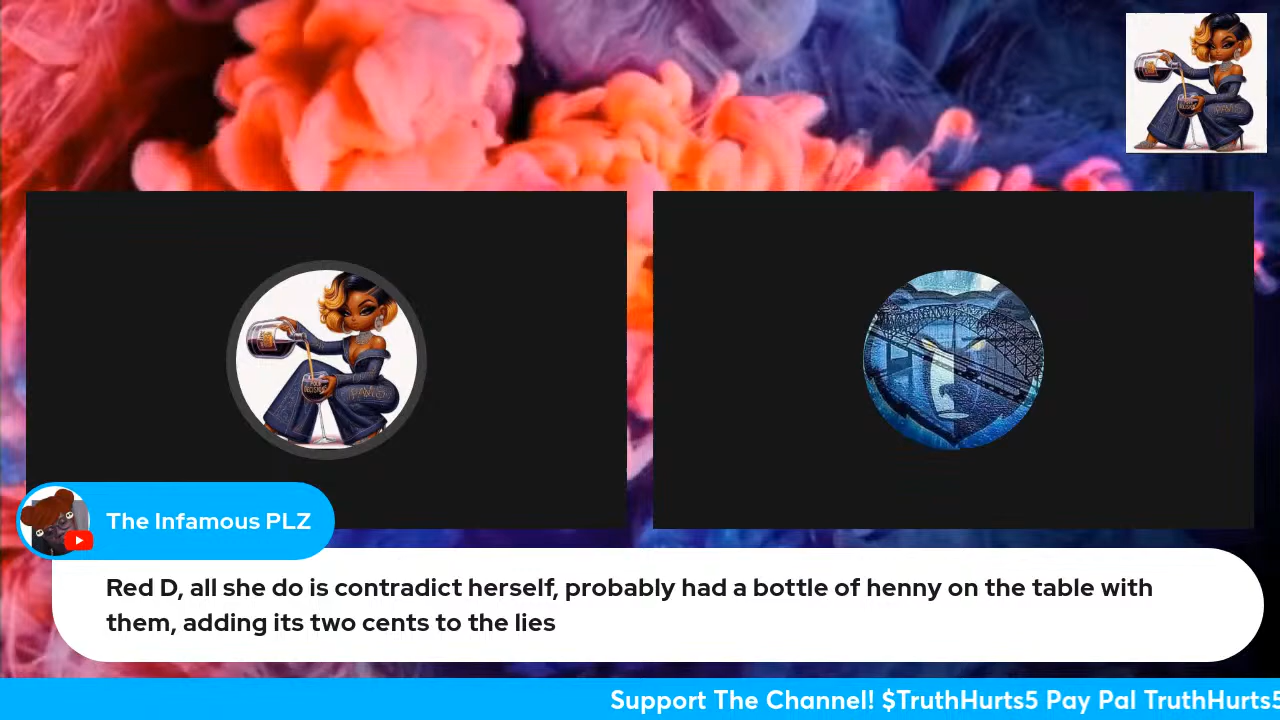 The Infamous PLZ
Red D, all she do is contradict herself, probably had a bottle of henny on the table with
them, adding its two cents to the lies
Support The Channel! $TruthHurts5 Pay Pal TruthHurts5